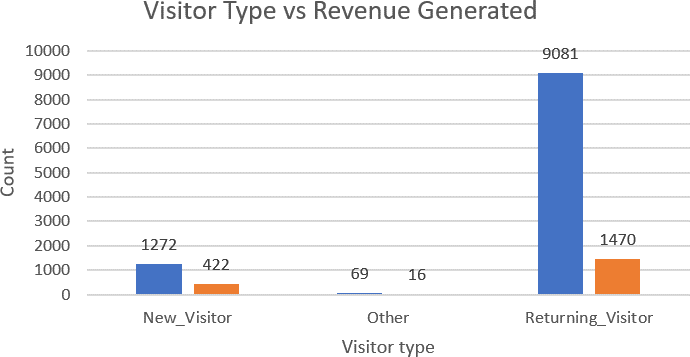 Visitor Type vs Revenue Generated
10000
9000
8000
7000
6000
5000
4000
3000
2000
1000
0
Count
1272
422
69
16
9081
1470
New_Visitor
Other
Returning_Visitor
Visitor type